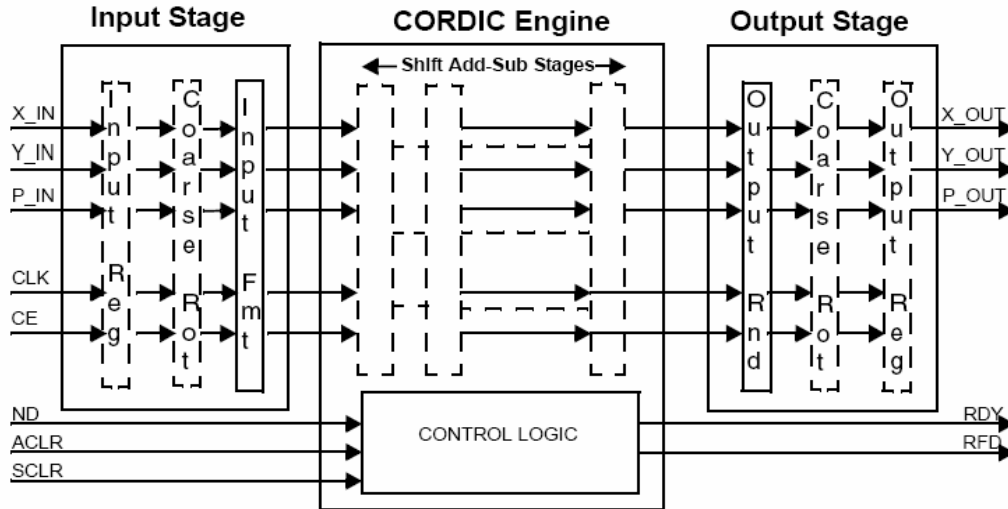 Input Stage
CORDIC Engine
Output Stage
Shift Add-Sub Stages
X_IN
Y_IN
P_IN
CLK
CE
ND
ACLR
SCLR
Input Reg
Coarse Rot
Input Fmt
CONTROL LOGIC
Output Rnd
Coarse Rot
Output Reg
X_OUT
Y_OUT
P_OUT
RDY
RFD